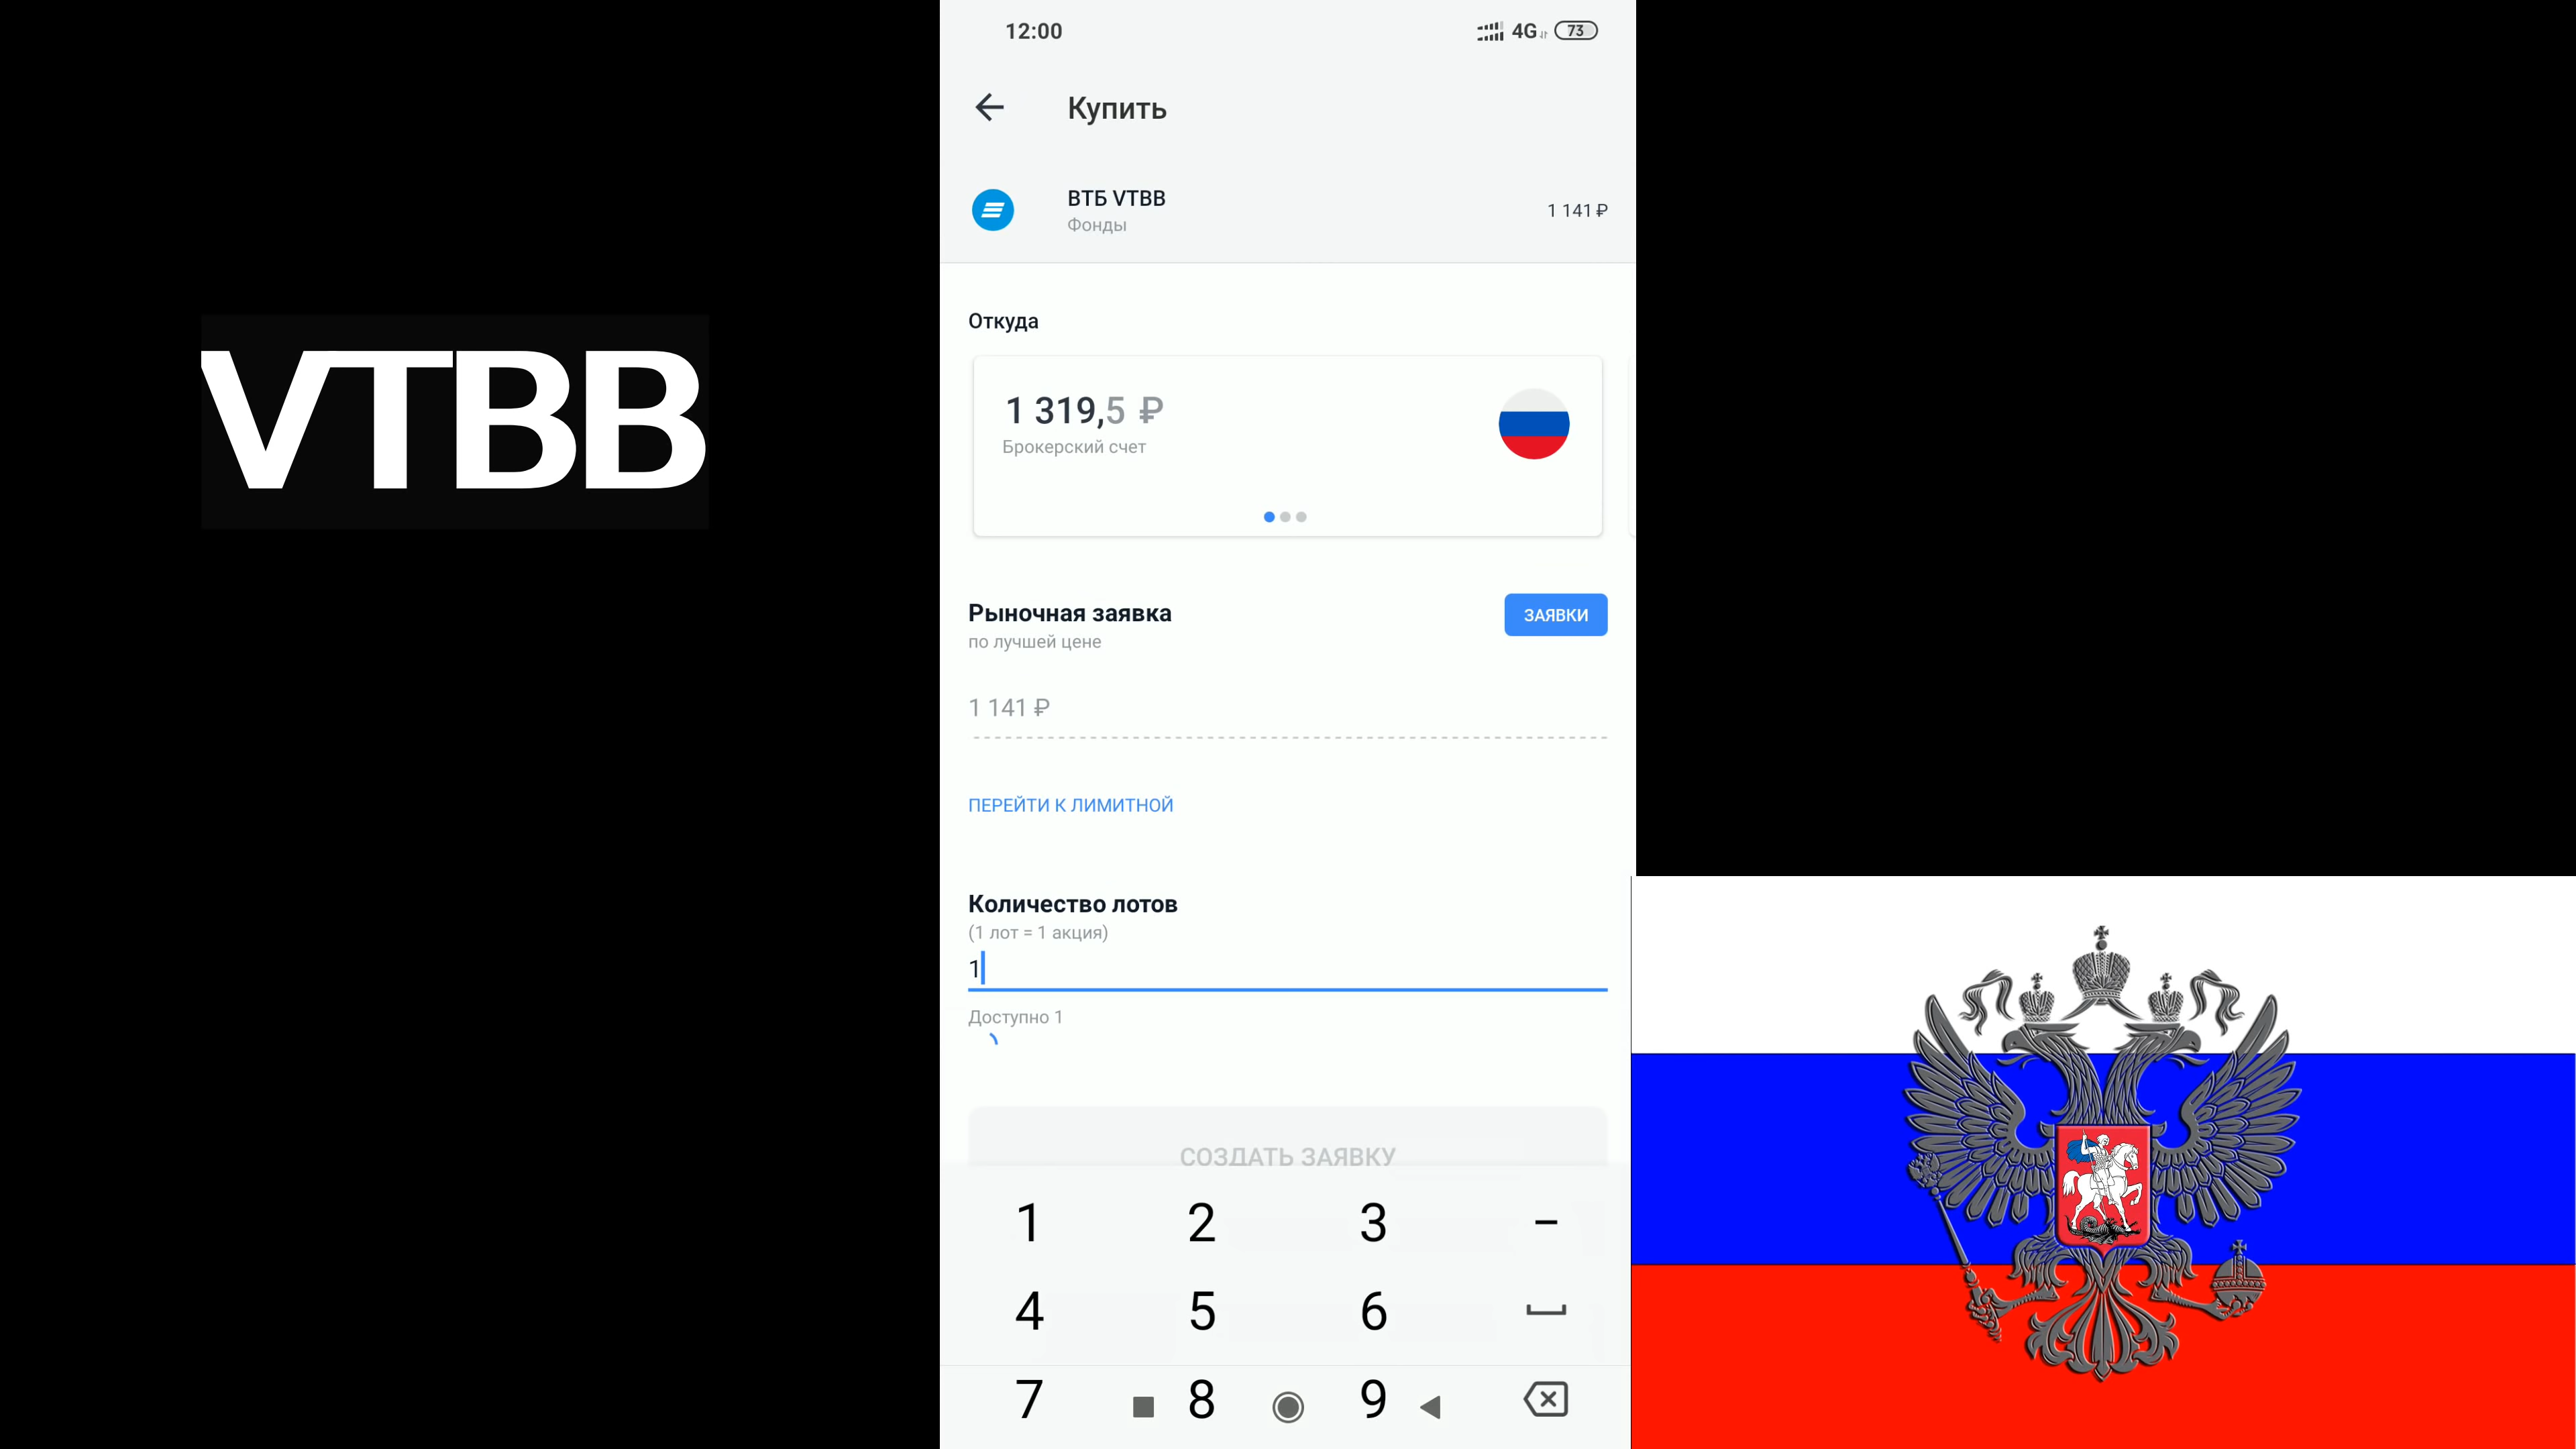 VTBB
12:00
4G 73
Купить
ВТБ VTBB
Фонды
1 141 ₽
Откуда
1 319,5 ₽
Брокерский счет
Рыночная заявка
ЗАЯВКИ
по лучшей цене
1 141 ₽
ПЕРЕЙТИ К ЛИМИТНОЙ
Количество лотов
(1 лот = 1 акция)
1
Доступно 1
СОЗДАТЬ ЗАЯВКУ
1 2 3 −
4 5 6
7 8 9